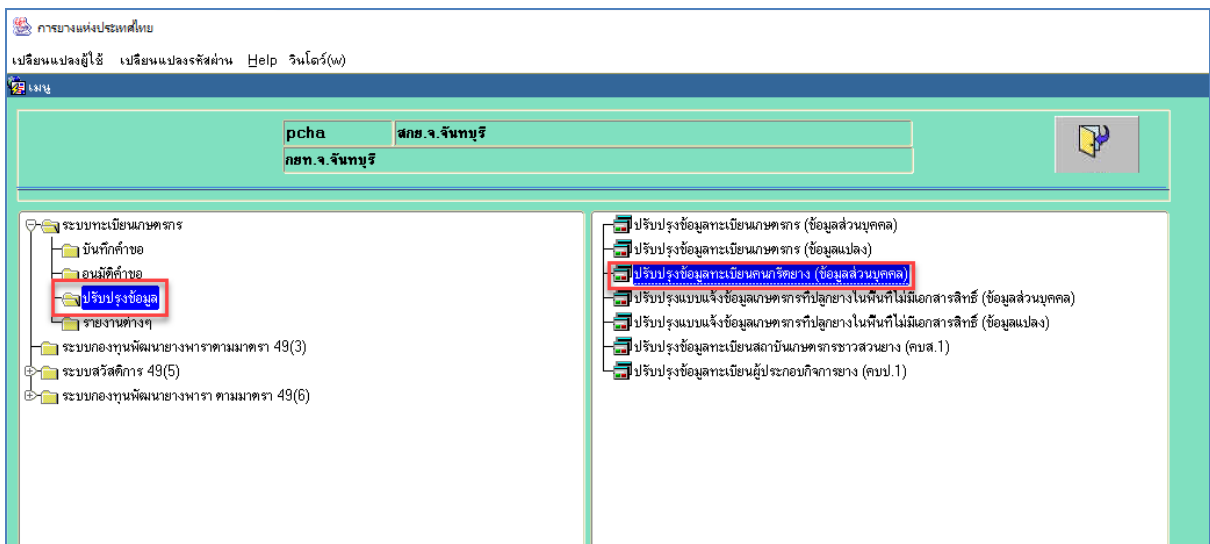 การยางแห่งประเทศไทย
เปลี่ยนแปลงผู้ใช้ เปลี่ยนแปลงรหัสผ่าน Help วินโดว์(w)
เมนู
pcha สกย.จ.จันทบุรี
กยท.จ.จันทบุรี
ระบบทะเบียนเกษตรกร
บันทึกคำขอ
อนุมัติคำขอ
ปรับปรุงข้อมูล
รายงานต่างๆ
ระบบกองทุนพัฒนายางพาราตามมาตรา 49(3)
ระบบสวัสดิการ 49(5)
ระบบกองทุนพัฒนายางพารา ตามมาตรา 49(6)
ปรับปรุงข้อมูลทะเบียนเกษตรกร (ข้อมูลส่วนบุคคล)
ปรับปรุงข้อมูลทะเบียนเกษตรกร (ข้อมูลแปลง)
ปรับปรุงข้อมูลทะเบียนคนกรีดยาง (ข้อมูลส่วนบุคคล)
ปรับปรุงแบบแจ้งข้อมูลเกษตรกรที่ปลูกยางในพื้นที่ไม่มีเอกสารสิทธิ์ (ข้อมูลส่วนบุคคล)
ปรับปรุงแบบแจ้งข้อมูลเกษตรกรที่ปลูกยางในพื้นที่ไม่มีเอกสารสิทธิ์ (ข้อมูลแปลง)
ปรับปรุงข้อมูลทะเบียนสถาบันเกษตรกรชาวสวนยาง (คบส.1)
ปรับปรุงข้อมูลทะเบียนผู้ประกอบกิจการยาง (คบป.1)